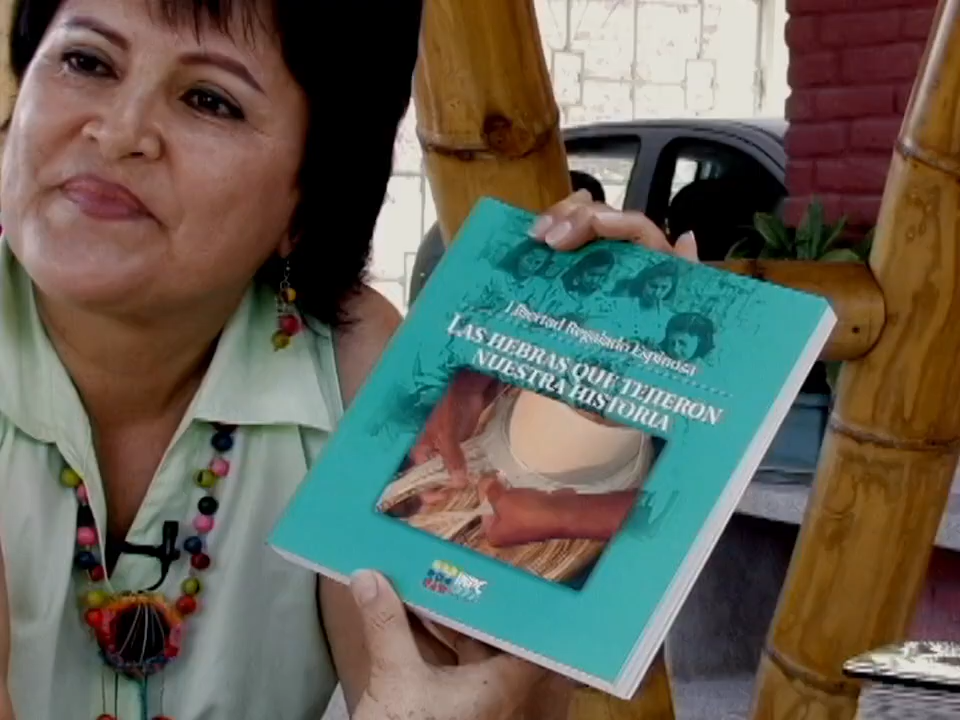 Libertad Regalado Espinoza
LAS HEBRAS QUE TEJIERON
NUESTRA HISTORIA
INPC